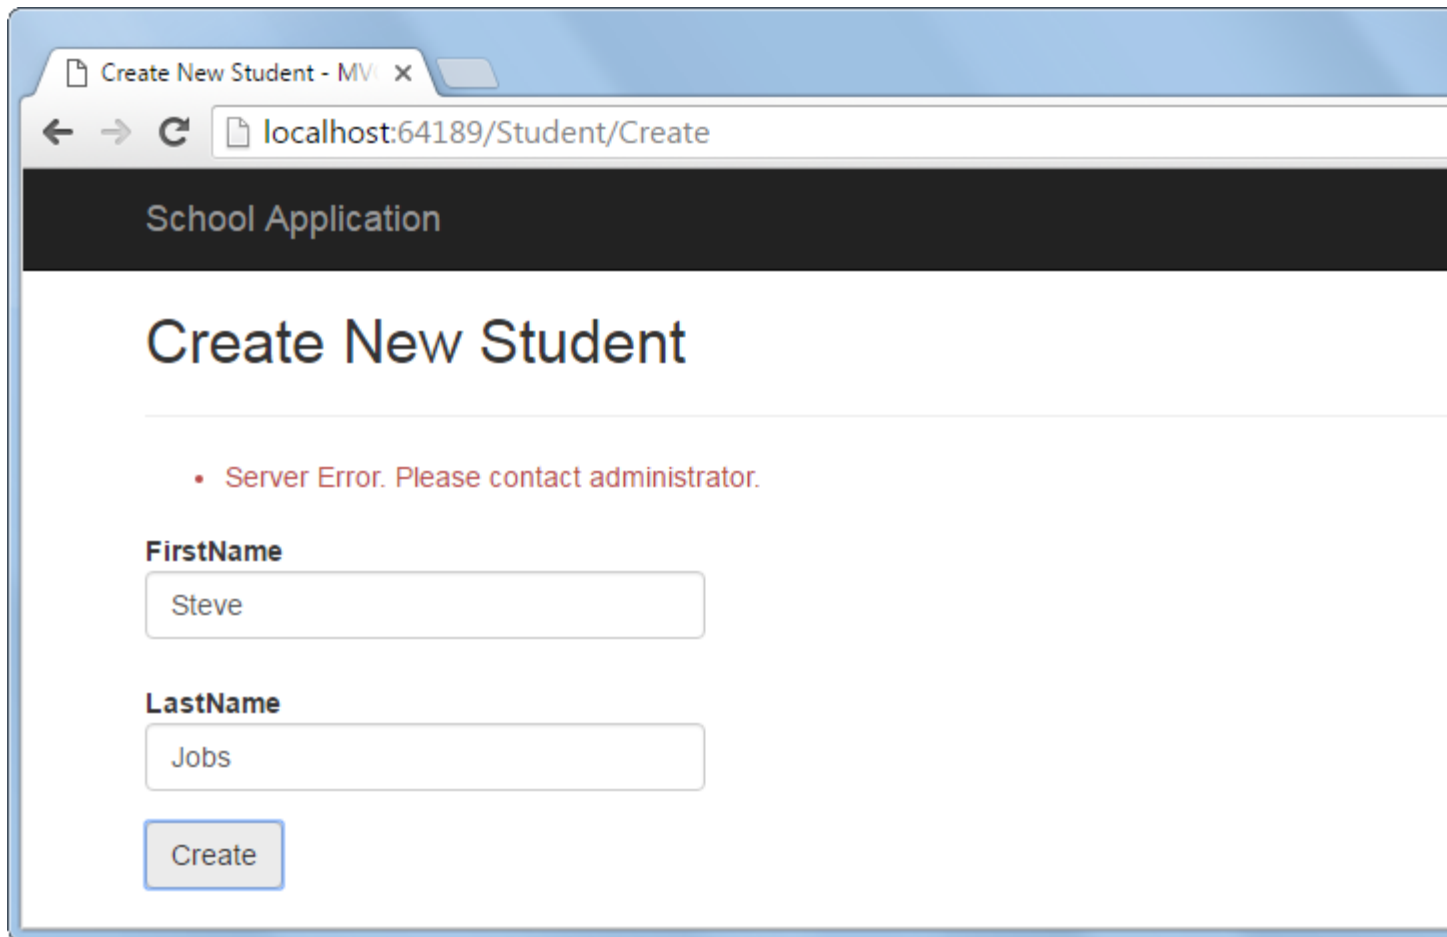 Create New Student - MV
localhost:64189/Student/Create
School Application
Create New Student
• Server Error. Please contact administrator.
FirstName
Steve
LastName
Jobs
Create